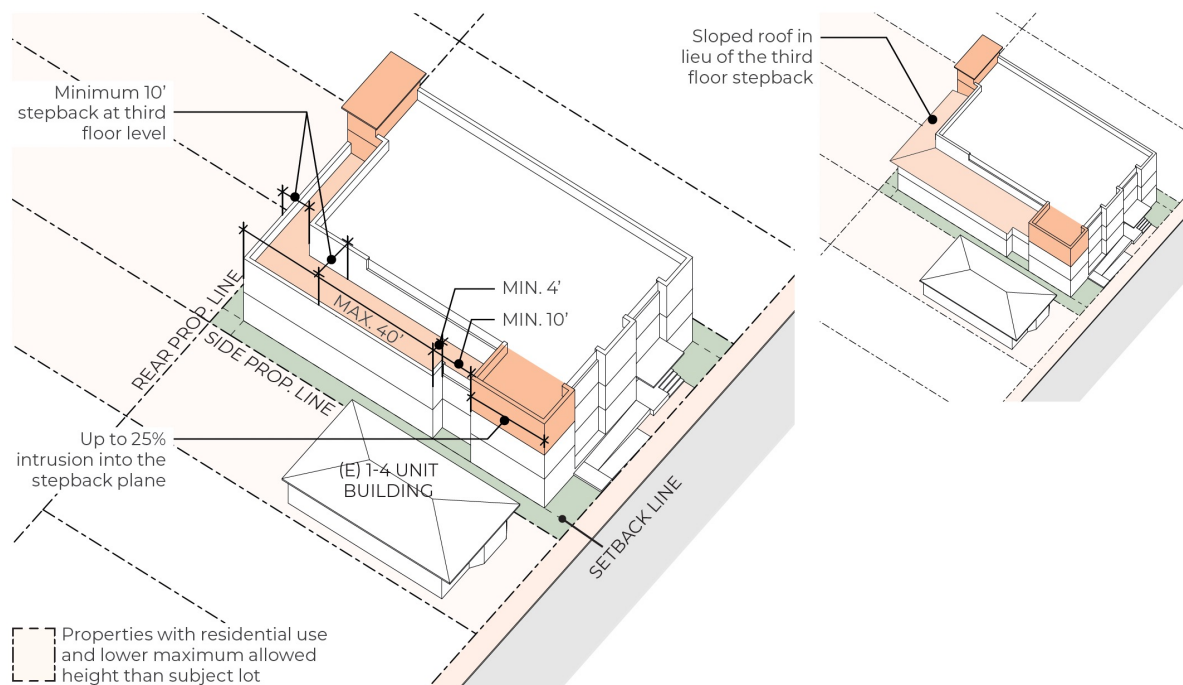 Minimum 10’
stepback at third
floor level
Sloped roof in
lieu of the third
floor stepback
MIN. 4’
MIN. 10’
MAX. 40’
REAR PROP. LINE
SIDE PROP. LINE
Up to 25%
intrusion into the
stepback plane
(E) 1-4 UNIT
BUILDING
SETBACK LINE
Properties with residential use
and lower maximum allowed
height than subject lot